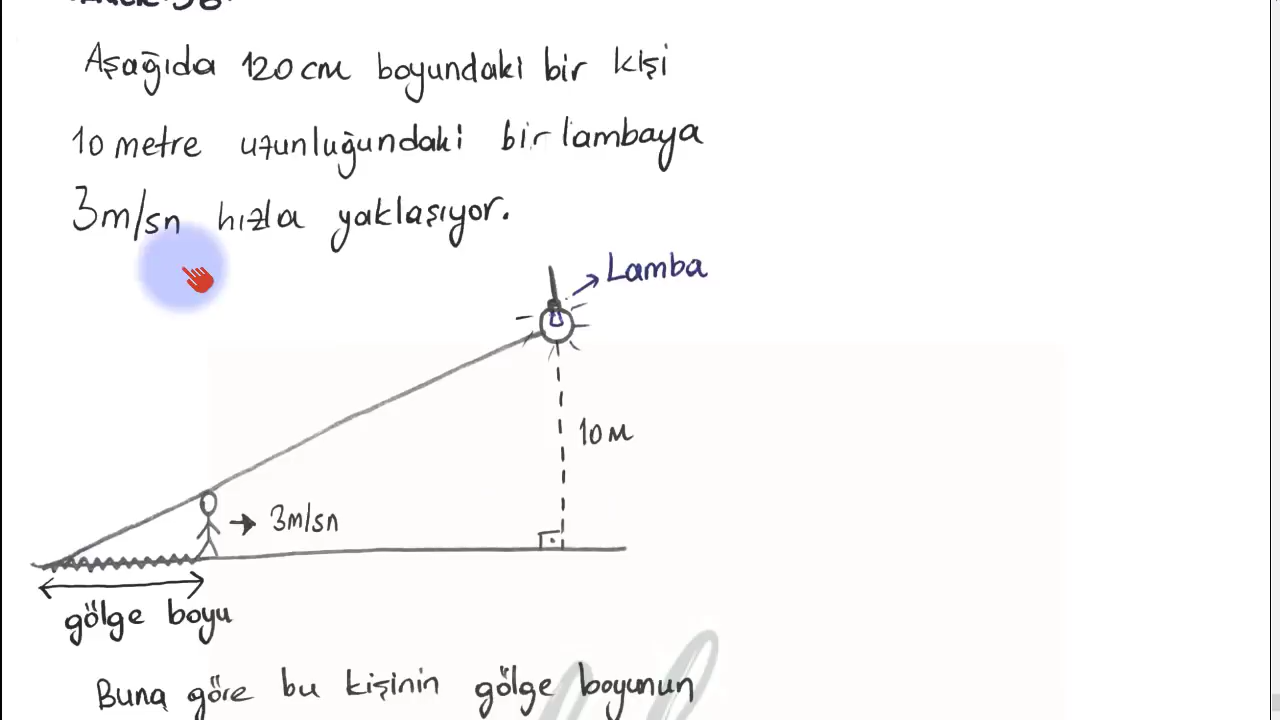 Aşağıda 120 cm boyundaki bir kişi
10 metre uzunluğundaki bir lambaya
3m/sn hızla yaklaşıyor.
Lamba
10M
3m/sn
gölge boyu
Buna göre bu kişinin gölge boyunun